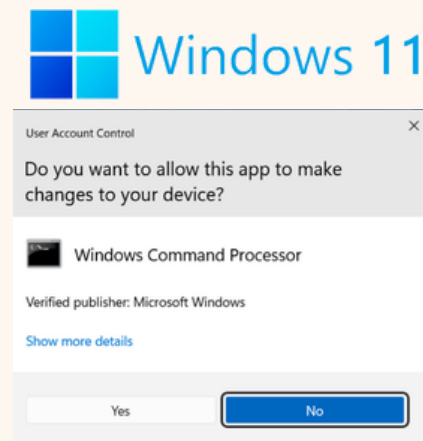 Windows 11
User Account Control
Do you want to allow this app to make
changes to your device?
Windows Command Processor
Verified publisher: Microsoft Windows
Show more details
Yes
No